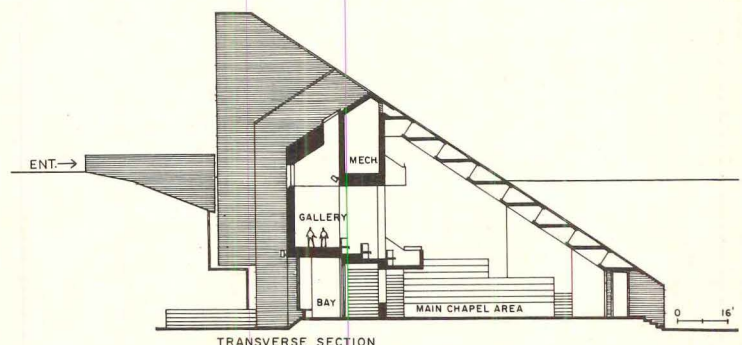 ENT.→
MECH.
GALLERY
BAY
MAIN CHAPEL AREA
0 16'
TRANSVERSE SECTION